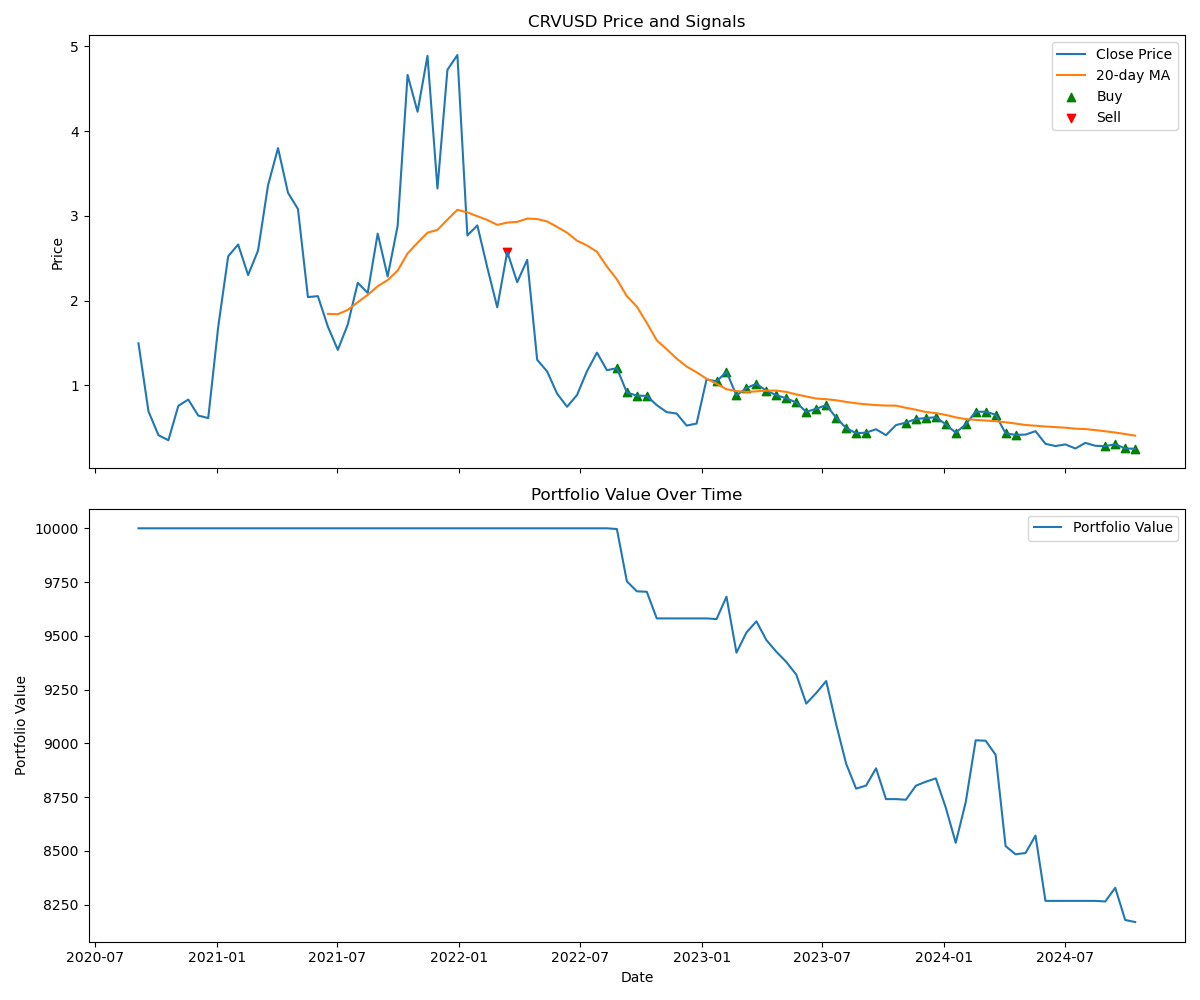 CRVUSD Price and Signals
Price
5
4
3
2
1
Close Price
20-day MA
Buy
Sell
Portfolio Value Over Time
Portfolio Value
10000
9750
9500
9250
9000
8750
8500
8250
Portfolio Value
2020-07 2021-01 2021-07 2022-01 2022-07 2023-01 2023-07 2024-01 2024-07
Date